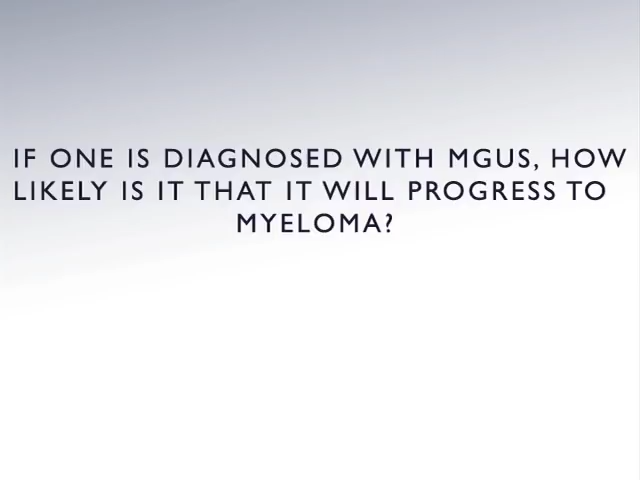 IF ONE IS DIAGNOSED WITH MGUS, HOW
LIKELY IS IT THAT IT WILL PROGRESS TO
MYELOMA?